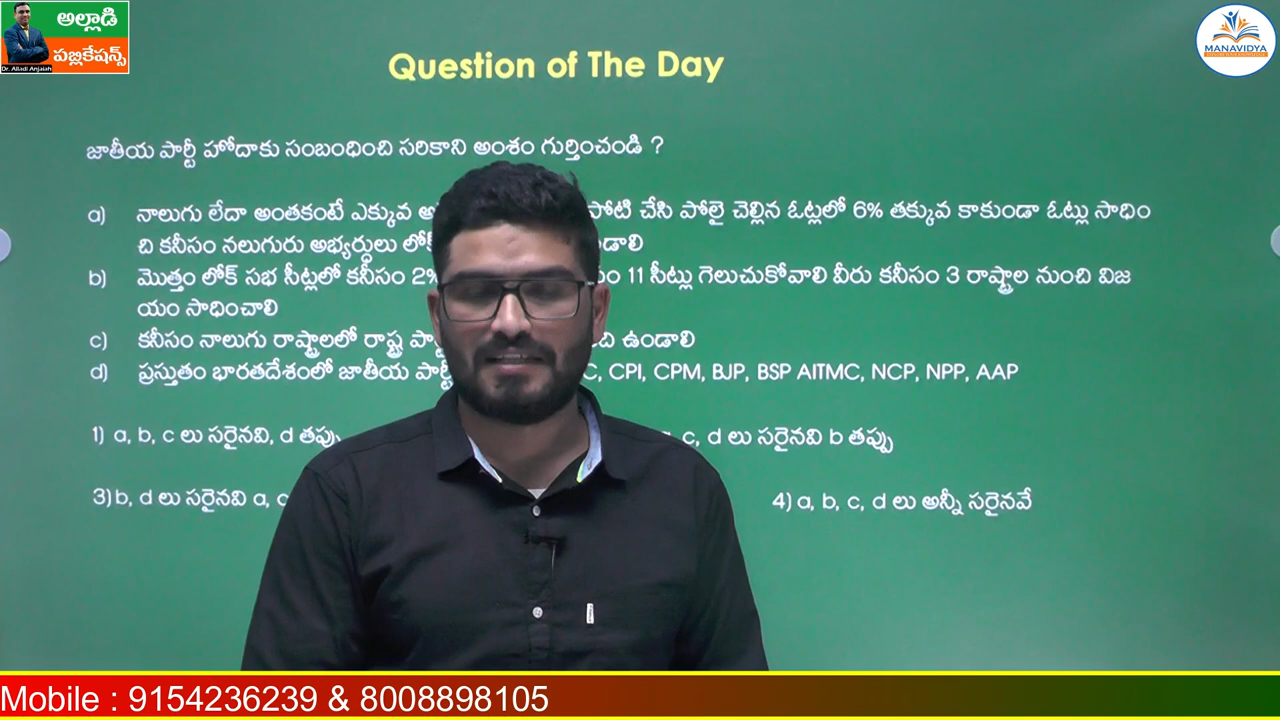 అల్లాడి
పబ్లికేషన్స్
Dr. Alladi Anjaiah
MANAVIDYA
Question of The Day
జాతీయ పార్టీ హోదాకు సంబంధించి సరికాని అంశం గుర్తించండి ?
a) నాలుగు లేదా అంతకంటే ఎక్కువ పోటి చేసి పోలై చెల్లిన ఓట్లలో 6% తక్కువ కాకుండా ఓట్లు సాధిం
చి కనీసం నలుగురు అభ్యర్ధులు
b) మొత్తం లోక్ సభ సీట్లలో కనీసం 2% 11 సీట్లు గెలుచుకోవాలి వీరు కనీసం 3 రాష్ట్రాల నుంచి విజ
యం సాధించాలి
c) కనీసం నాలుగు రాష్ట్రాలలో రాష్ట్ర ఉండాలి
d) ప్రస్తుతం భారతదేశంలో జాతీయ CPI, CPM, BJP, BSP AITMC, NCP, NPP, AAP
1) a, b, c లు సరైనవి, d తప్పు c, d లు సరైనవి b తప్పు
3) b, d లు సరైనవి a, c 4) a, b, c, d లు అన్నీ సరైనవే
Mobile : 9154236239 & 8008898105